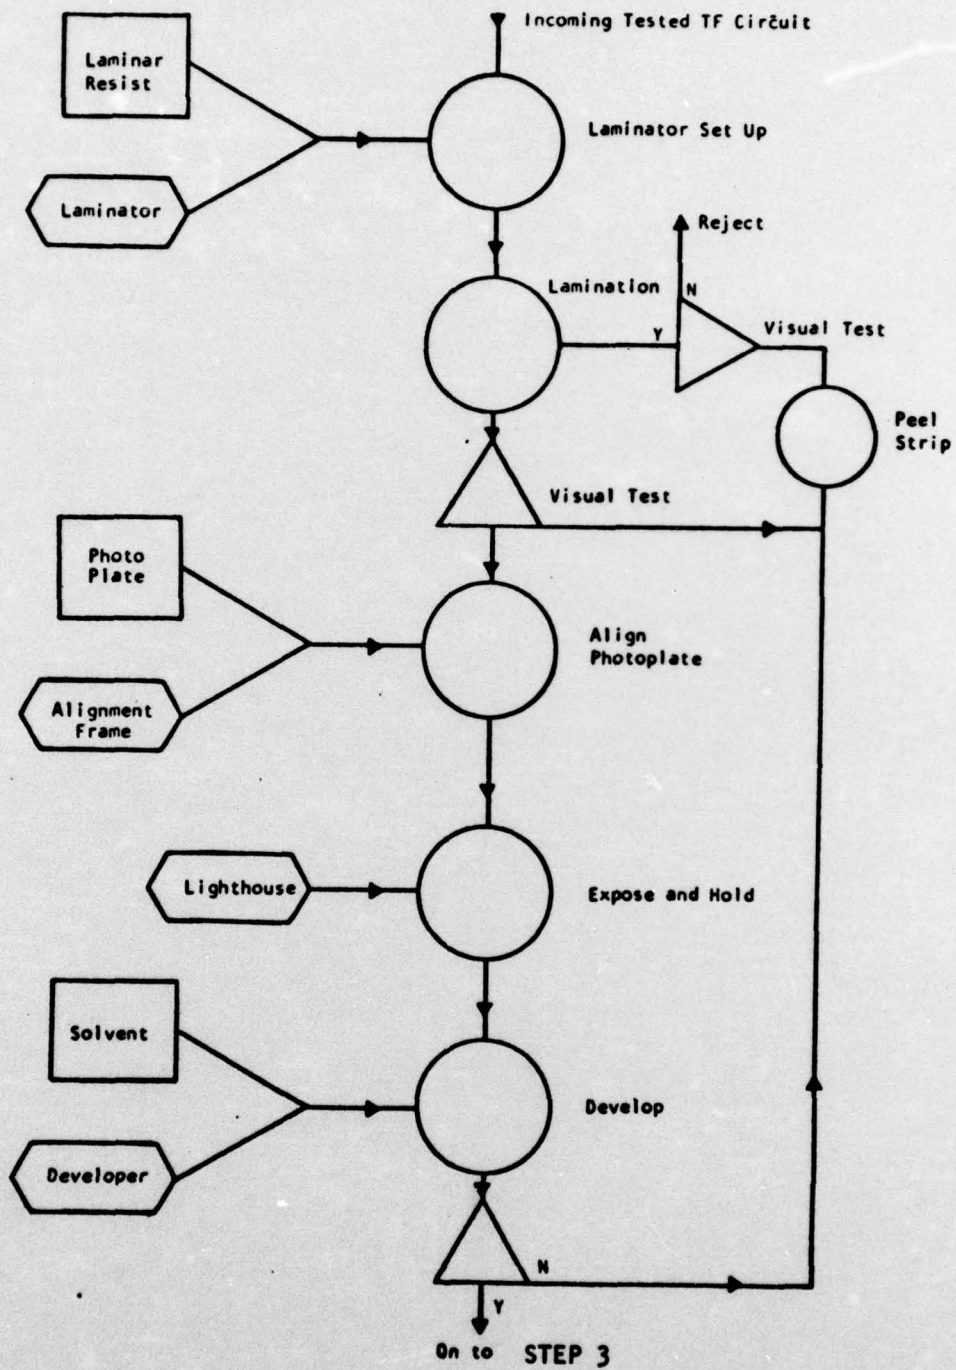 Incoming Tested TF Circuit
Laminar
Resist
Laminator Set Up
Laminator
Reject
Lamination
N
Y
Visual Test
Peel
Strip
Visual Test
Photo
Plate
Align
Photoplate
Alignment
Frame
Lighthouse
Expose and Hold
Solvent
Develop
Developer
N
Y
On to STEP 3